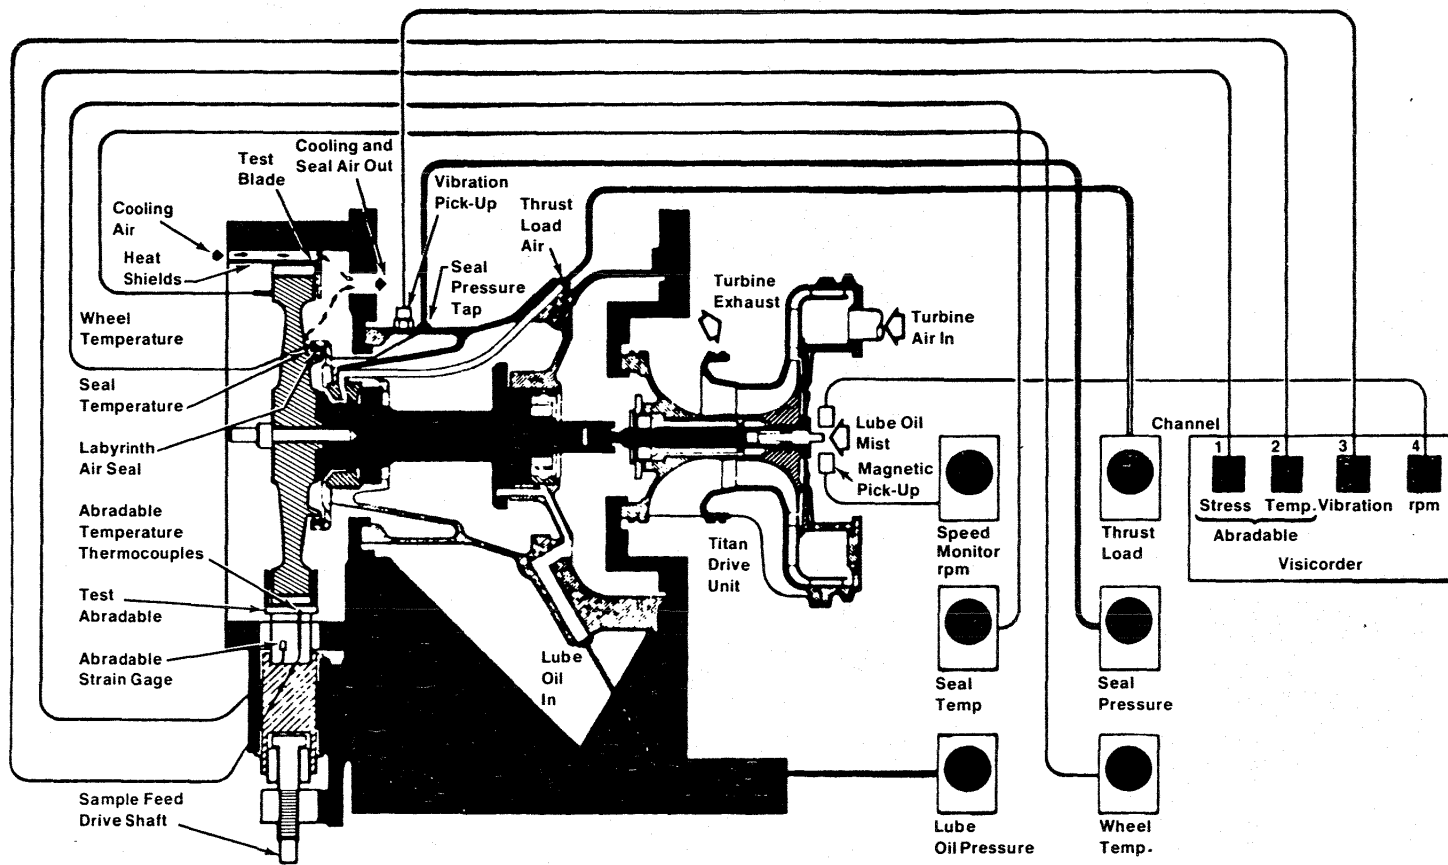 Cooling and
Seal Air Out
Test
Blade
Vibration
Pick-Up
Thrust
Load
Air
Cooling
Air
Heat
Shields
Seal
Pressure
Tap
Turbine
Exhaust
Turbine
Air In
Wheel
Temperature
Seal
Temperature
Labyrinth
Air Seal
Lube Oil
Mist
Magnetic
Pick-Up
Channel
1 2 3 4
Stress Temp. Vibration rpm
Abradable
Visicorder
Abradable
Temperature
Thermocouples
Test
Abradable
Abradable
Strain Gage
Sample Feed
Drive Shaft
Lube
Oil
In
Titan
Drive
Unit
Speed
Monitor
rpm
Thrust
Load
Seal
Temp
Seal
Pressure
Lube
Oil Pressure
Wheel
Temp.